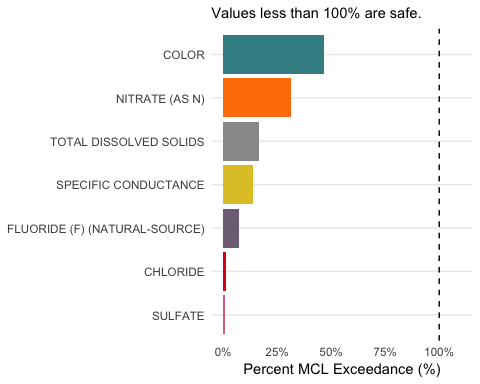 Values less than 100% are safe.
COLOR
NITRATE (AS N)
TOTAL DISSOLVED SOLIDS
SPECIFIC CONDUCTANCE
FLUORIDE (F) (NATURAL-SOURCE)
CHLORIDE
SULFATE
0% 25% 50% 75% 100%
Percent MCL Exceedance (%)